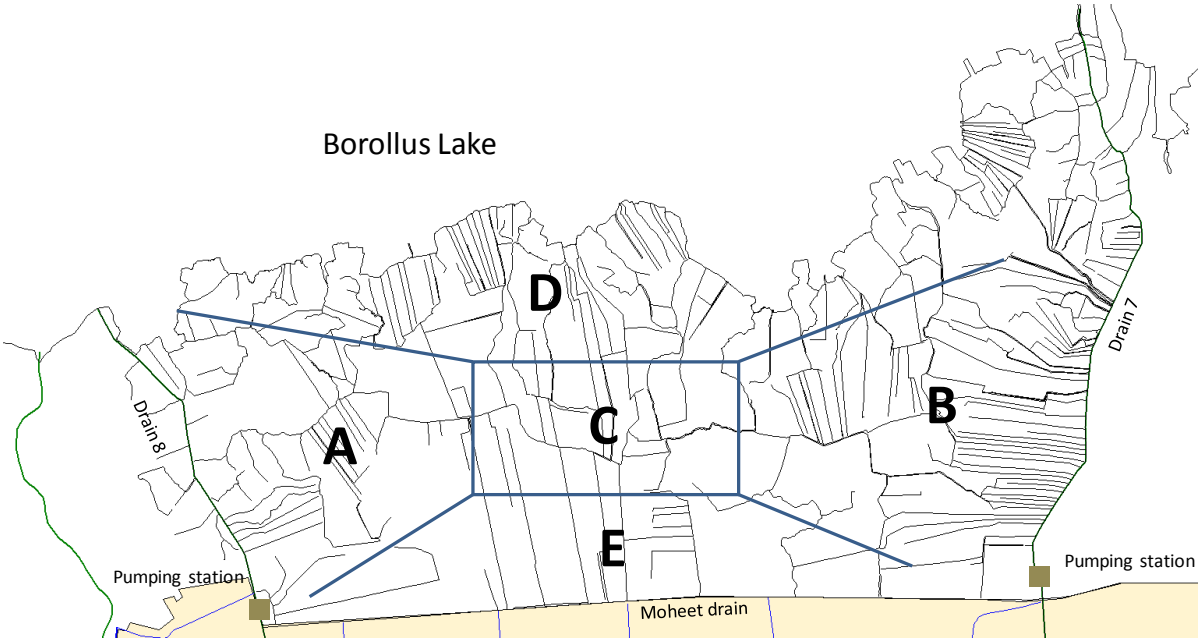 Borollus Lake
D
Drain 7
C
B
Drain 8
A
E
Pumping station
Pumping station
Moheet drain